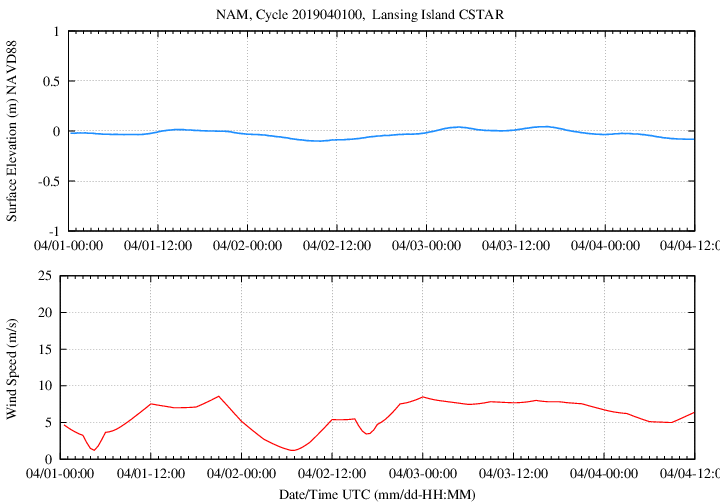 NAM, Cycle 2019040100, Lansing Island CSTAR
Surface Elevation (m) NAVD88
1
0.5
0
-0.5
-1
04/01-00:00 04/01-12:00 04/02-00:00 04/02-12:00 04/03-00:00 04/03-12:00 04/04-00:00 04/04-12:0
Wind Speed (m/s)
25
20
15
10
5
0
04/01-00:00 04/01-12:00 04/02-00:00 04/02-12:00 04/03-00:00 04/03-12:00 04/04-00:00 04/04-12:0
Date/Time UTC (mm/dd-HH:MM)